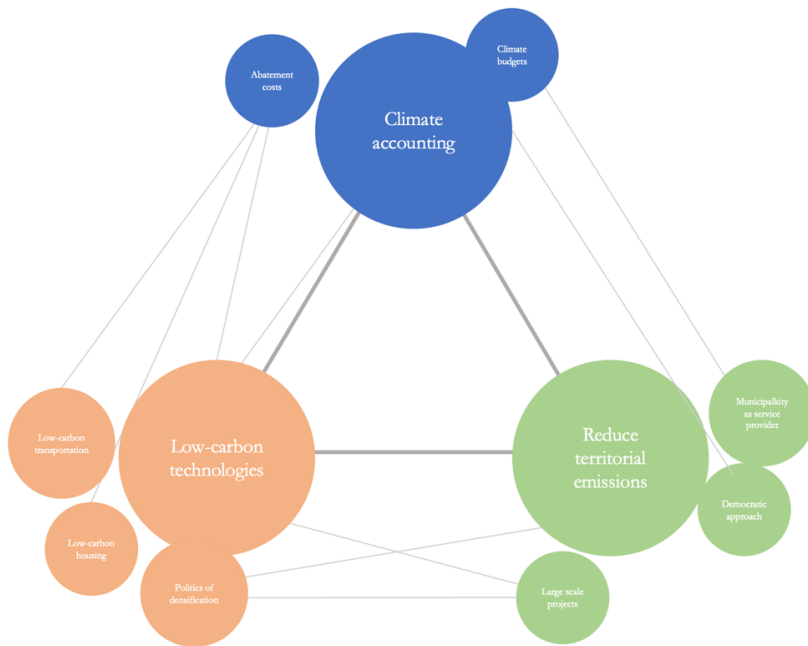 Climate
budgets
Abatement
costs
Climate
accounting
Municipalkity
as service
provider
Low-carbon
transportation
Low-carbon
technologies
Reduce
territorial
emissions
Democratic
approach
Low-carbon
housing
Politics of
densification
Large scale
projects